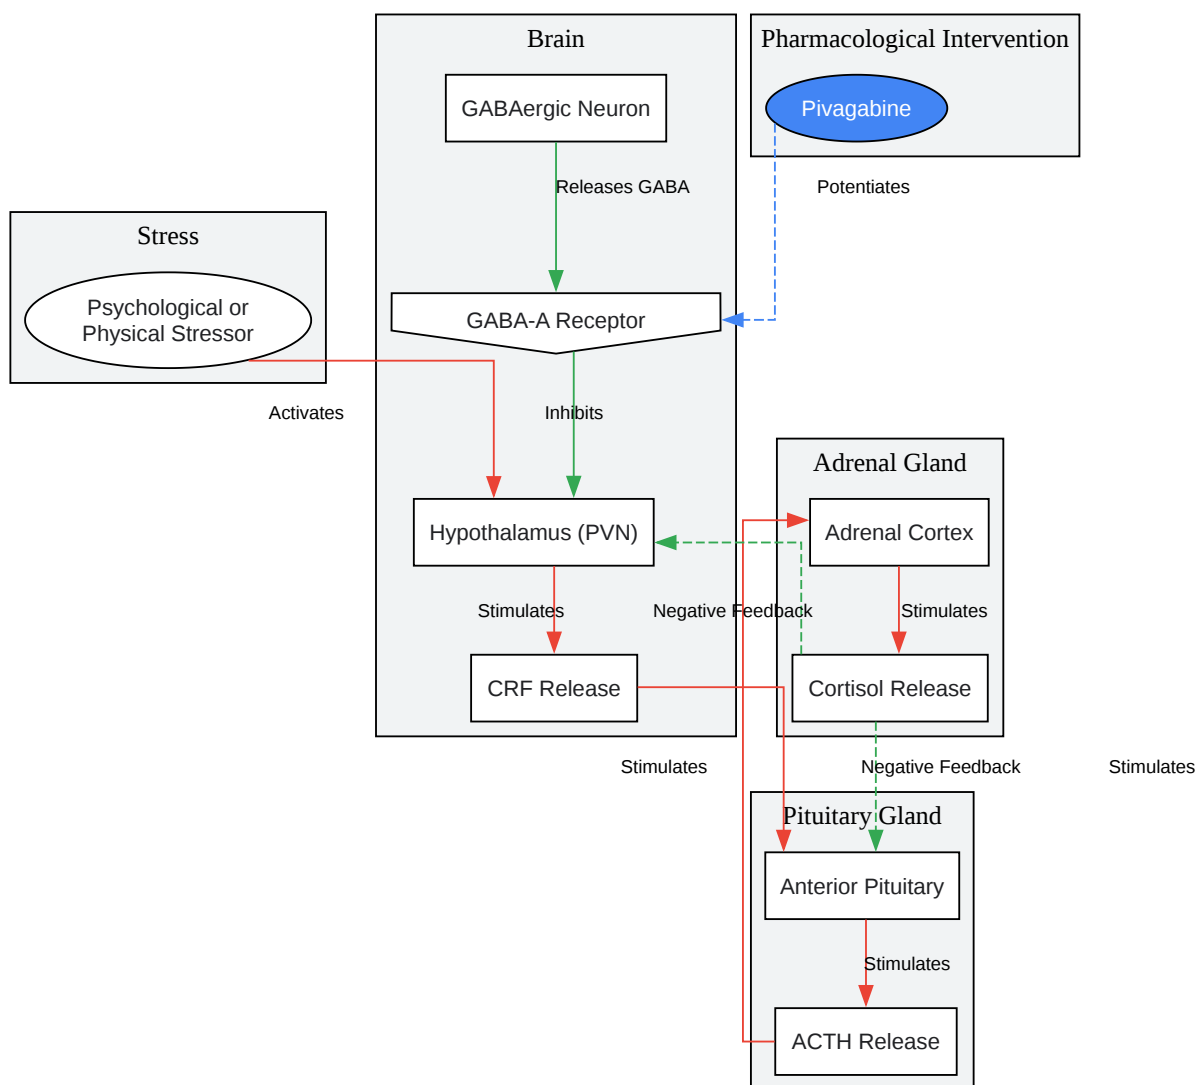 Brain
Pharmacological Intervention
GABAergic Neuron
Pivagabine
Releases GABA
Potentiates
Stress
Psychological or
Physical Stressor
GABA-A Receptor
Activates
Inhibits
Adrenal Gland
Hypothalamus (PVN)
Adrenal Cortex
Stimulates
Negative Feedback
Stimulates
CRF Release
Cortisol Release
Stimulates
Negative Feedback
Stimulates
Pituitary Gland
Anterior Pituitary
Stimulates
ACTH Release